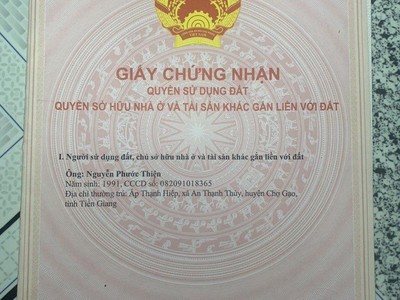 GIẤY CHỨNG NHẬN
QUYỀN SỬ DỤNG ĐẤT
QUYỀN SỞ HỮU NHÀ Ở VÀ TÀI SẢN KHÁC GẮN LIỀN VỚI ĐẤT
I. Người sử dụng đất, chủ sở hữu nhà ở và tài sản khác gắn liền với đất
Ông: Nguyễn Phước Thiện
Năm sinh: 1991, CCCD số: 082091018365
Địa chỉ thường trú: Ấp Thạnh Hiệp, xã An Thạnh Thủy, huyện Chợ Gạo,
tỉnh Tiền Giang